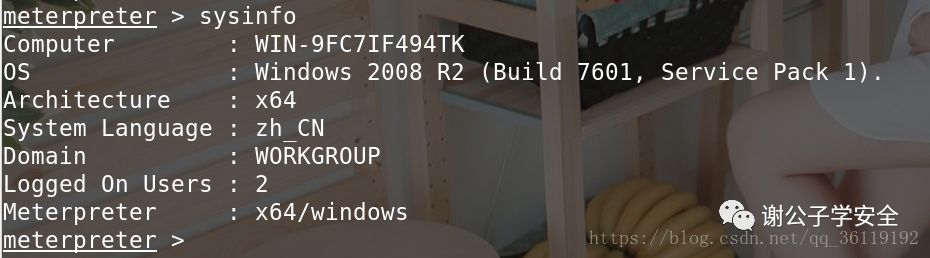 meterpreter > sysinfo
Computer : WIN-9FC7IF494TK
OS : Windows 2008 R2 (Build 7601, Service Pack 1).
Architecture : x64
System Language : zh_CN
Domain : WORKGROUP
Logged On Users : 2
Meterpreter : x64/windows
meterpreter >
谢公子学安全
https://blog.csdn.net/qq_36119192